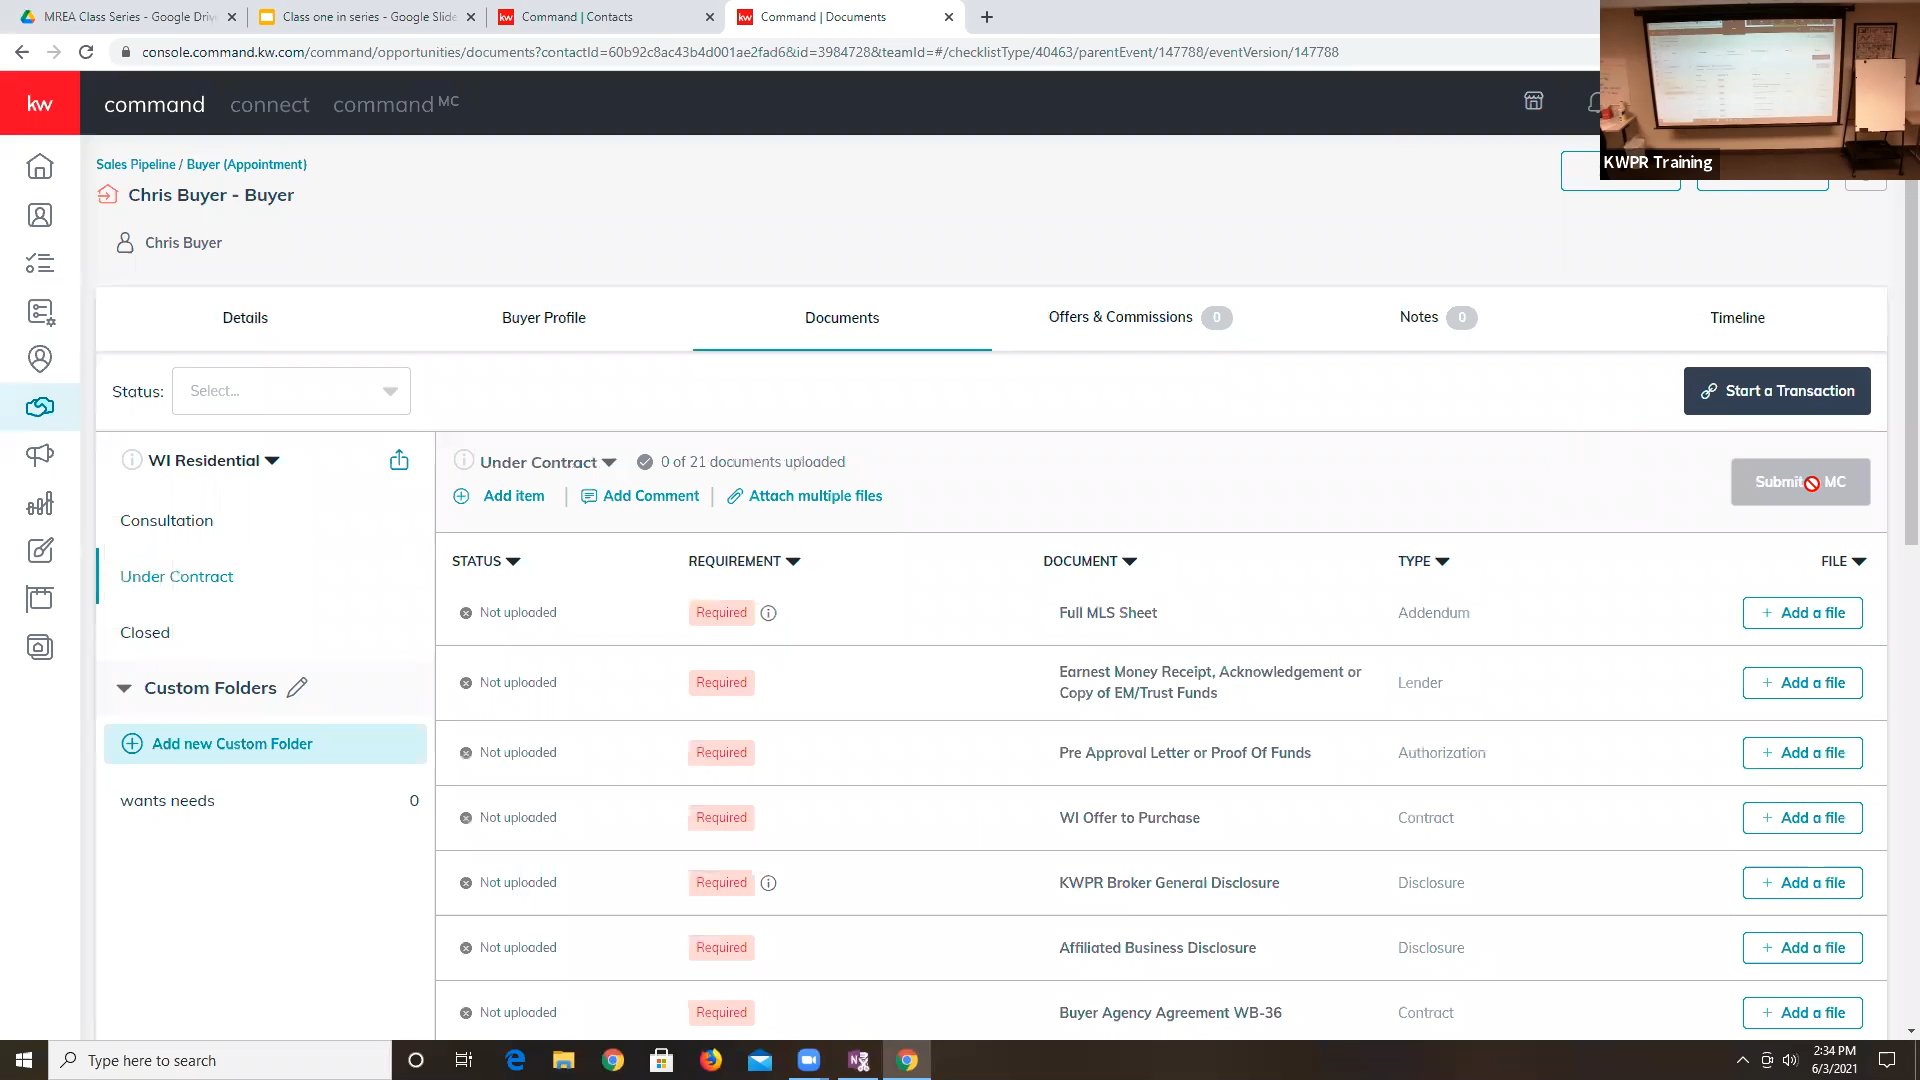 MREA Class Series - Google Driv
Class one in series - Google Slide
Command | Contacts
Command | Documents
console.command.kw.com/command/opportunities/documents?contactId=60b92c8ac43b4d001ae2fad6&id=3984728&teamId=#/checklistType/40463/parentEvent/147788/eventVersion/147788
kw
command connect command MC
KWPR Training
Sales Pipeline / Buyer (Appointment)
Chris Buyer - Buyer
Chris Buyer
Details
Buyer Profile
Documents
Offers & Commissions 0
Notes 0
Timeline
Status: Select...
Start a Transaction
WI Residential
Consultation
Under Contract
Closed
Custom Folders
Add new Custom Folder
wants needs 0
Under Contract 0 of 21 documents uploaded
Add item | Add Comment | Attach multiple files
Submit MC
STATUS REQUIREMENT DOCUMENT TYPE FILE
Not uploaded Required Full MLS Sheet Addendum + Add a file
Not uploaded Required Earnest Money Receipt, Acknowledgement or
Copy of EM/Trust Funds Lender + Add a file
Not uploaded Required Pre Approval Letter or Proof Of Funds Authorization + Add a file
Not uploaded Required WI Offer to Purchase Contract + Add a file
Not uploaded Required KWPR Broker General Disclosure Disclosure + Add a file
Not uploaded Required Affiliated Business Disclosure Disclosure + Add a file
Not uploaded Required Buyer Agency Agreement WB-36 Contract + Add a file
Type here to search
2:34 PM
6/3/2021